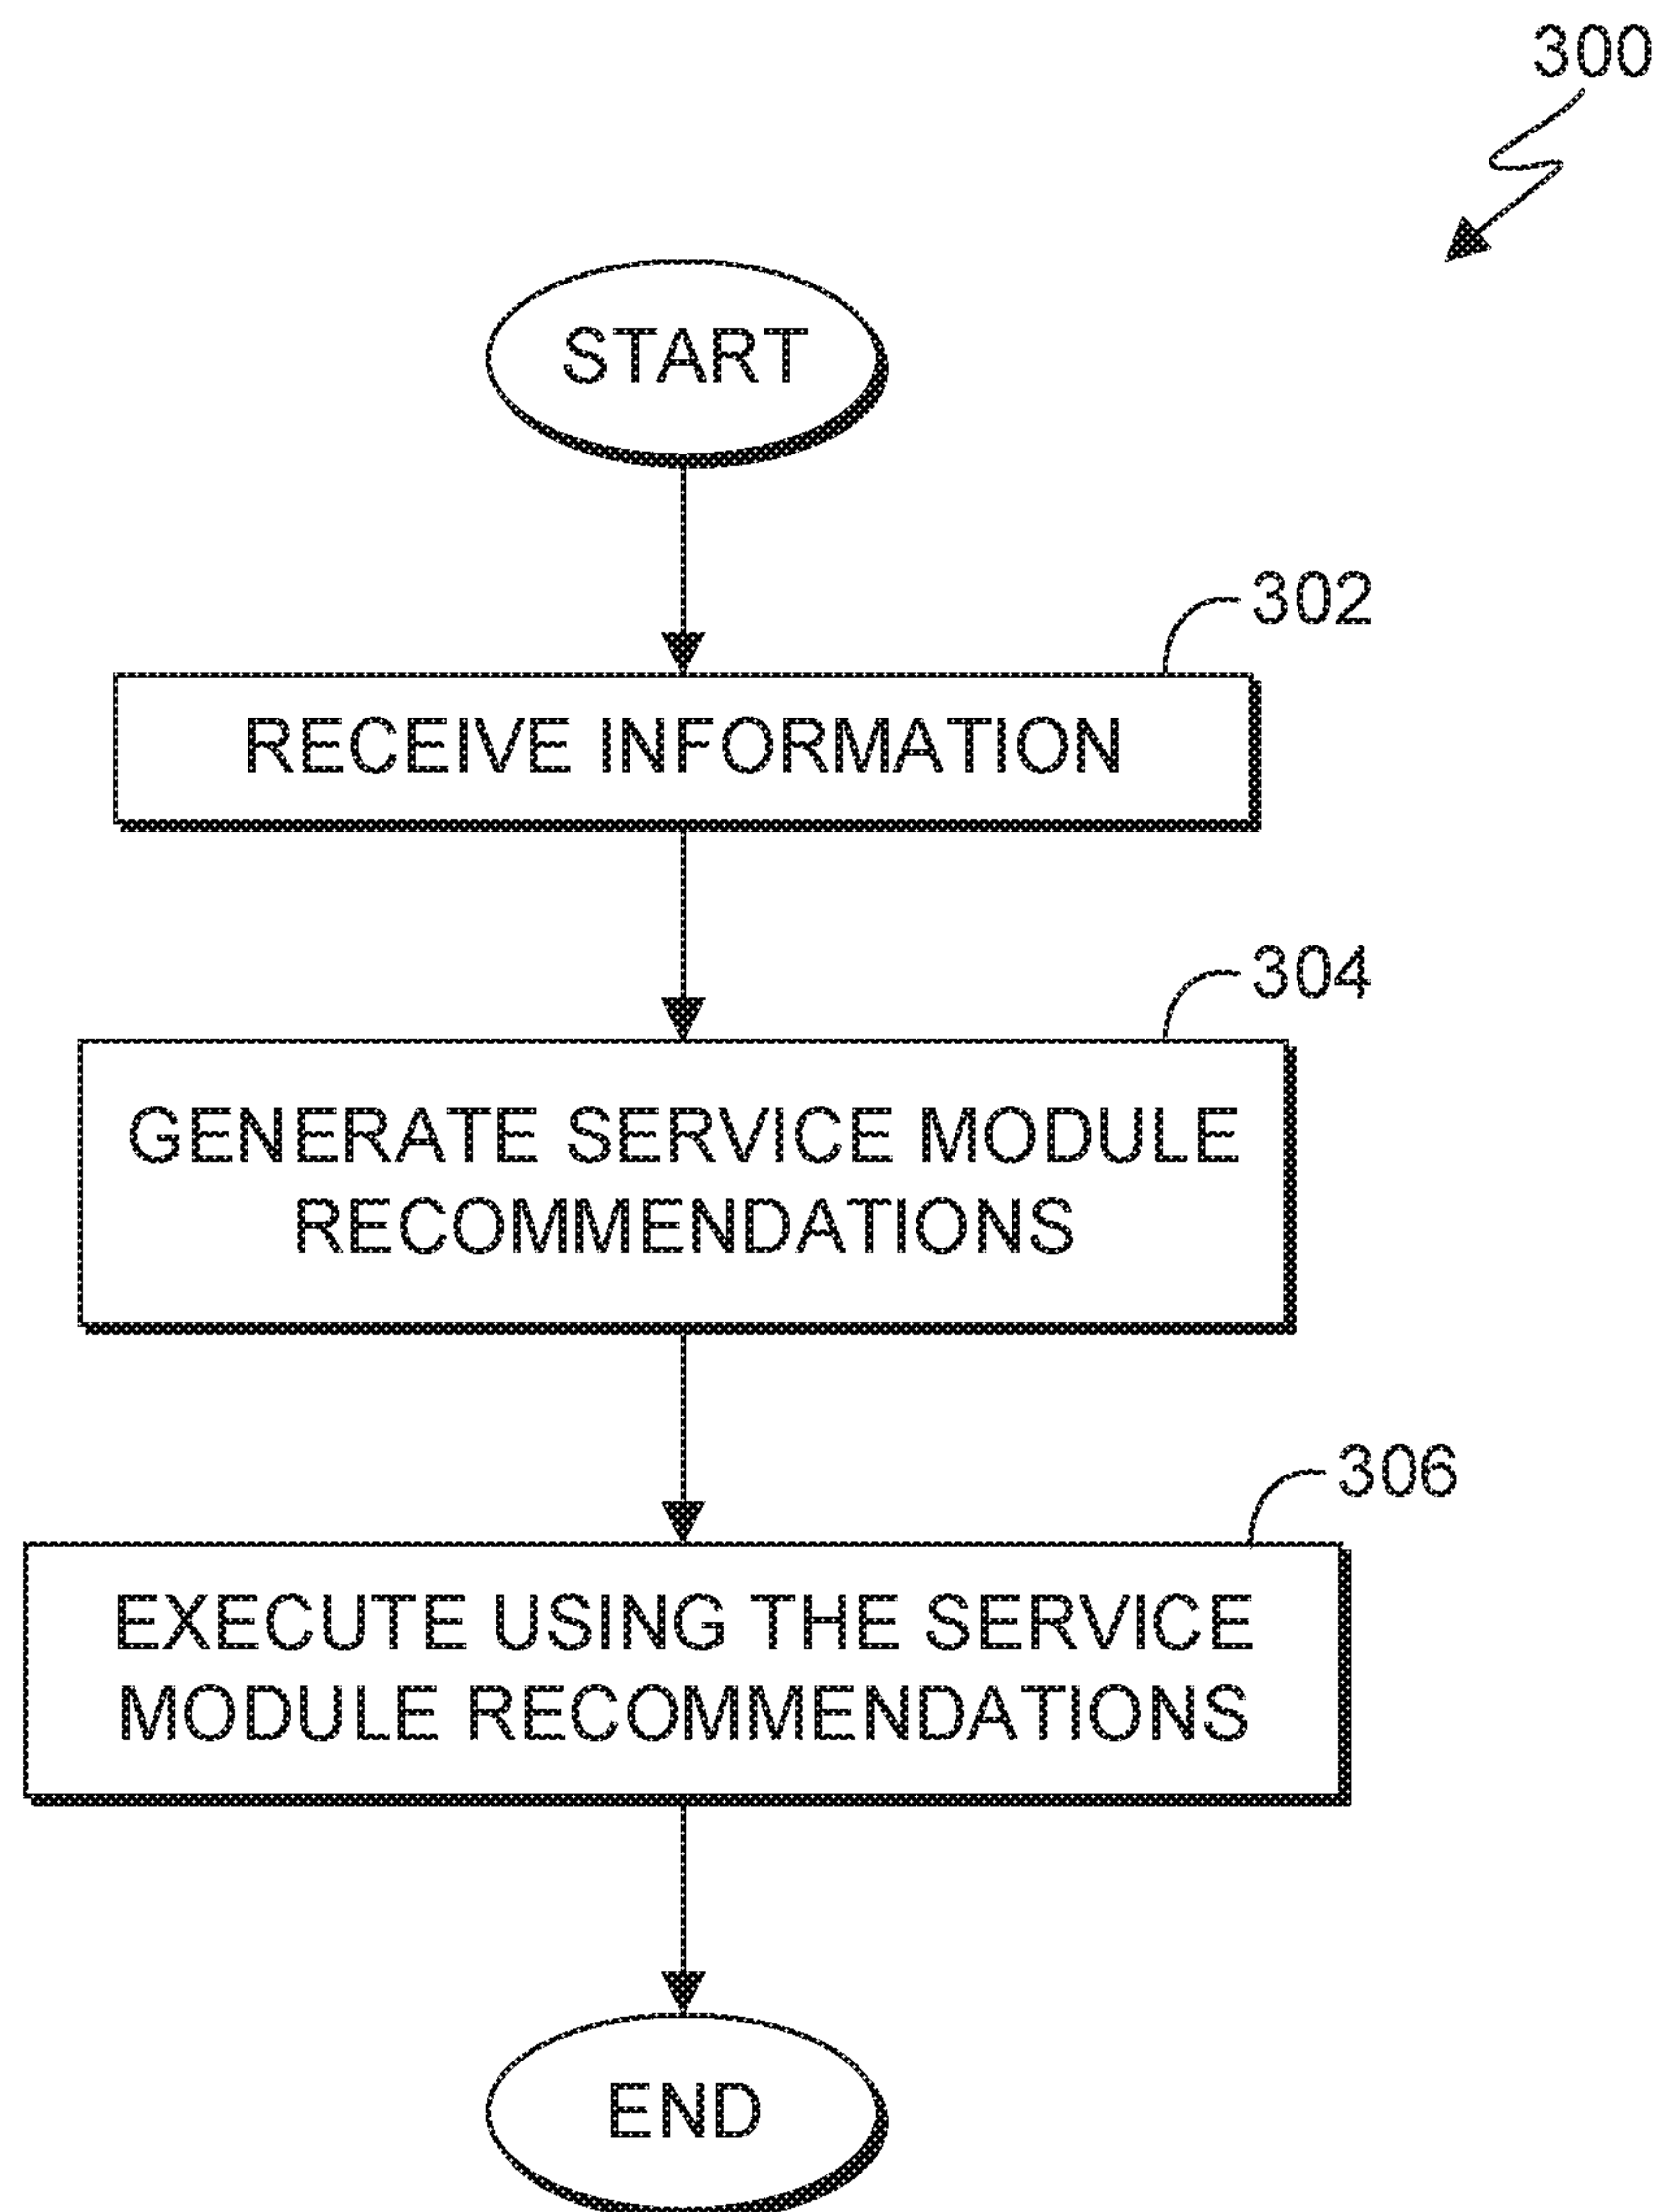 300
START
302
RECEIVE INFORMATION
304
GENERATE SERVICE MODULE
RECOMMENDATIONS
306
EXECUTE USING THE SERVICE
MODULE RECOMMENDATIONS
END